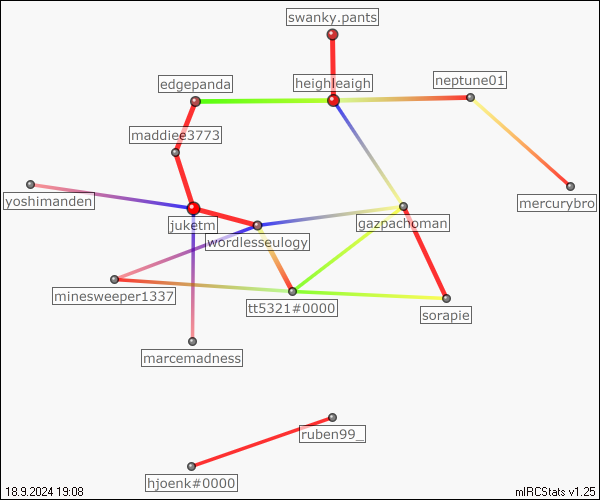 swanky.pants
edgepanda
heighleaigh
neptune01
maddiee3773
yoshimanden
mercurybro
juketm
gazpachoman
wordlesseulogy
minesweeper1337
tt5321#0000
sorapie
marcemadness
ruben99_
hjoenk#0000
18.9.2024 19:08
mIRCStats v1.25